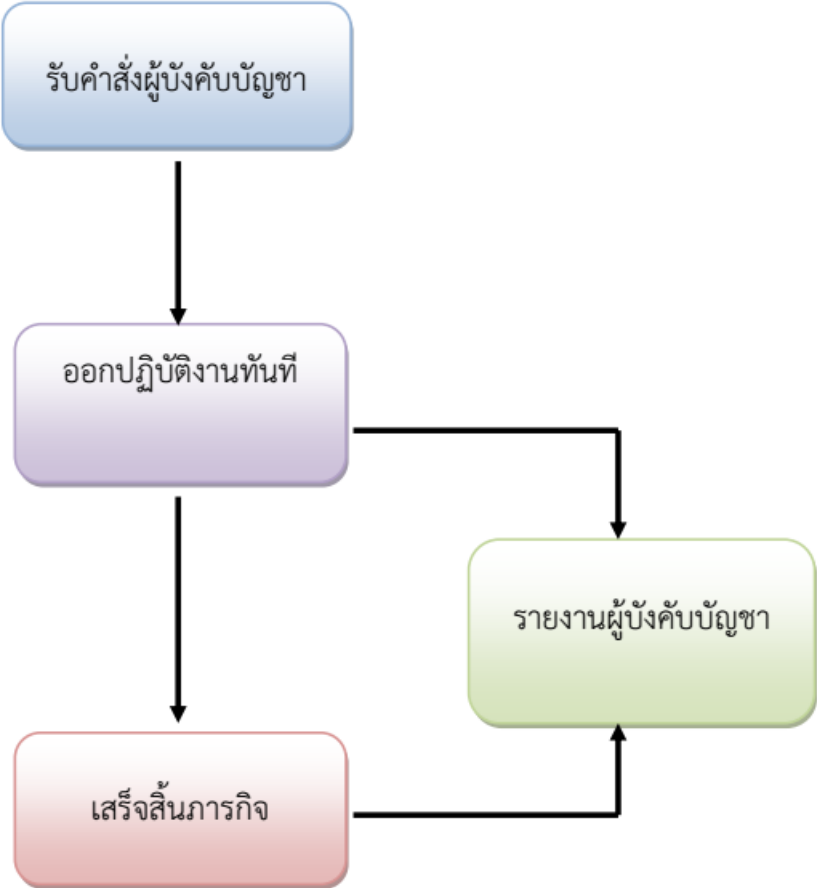 รับคำสั่งผู้บังคับบัญชา
ออกปฏิบัติงานทันที
รายงานผู้บังคับบัญชา
เสร็จสิ้นภารกิจ